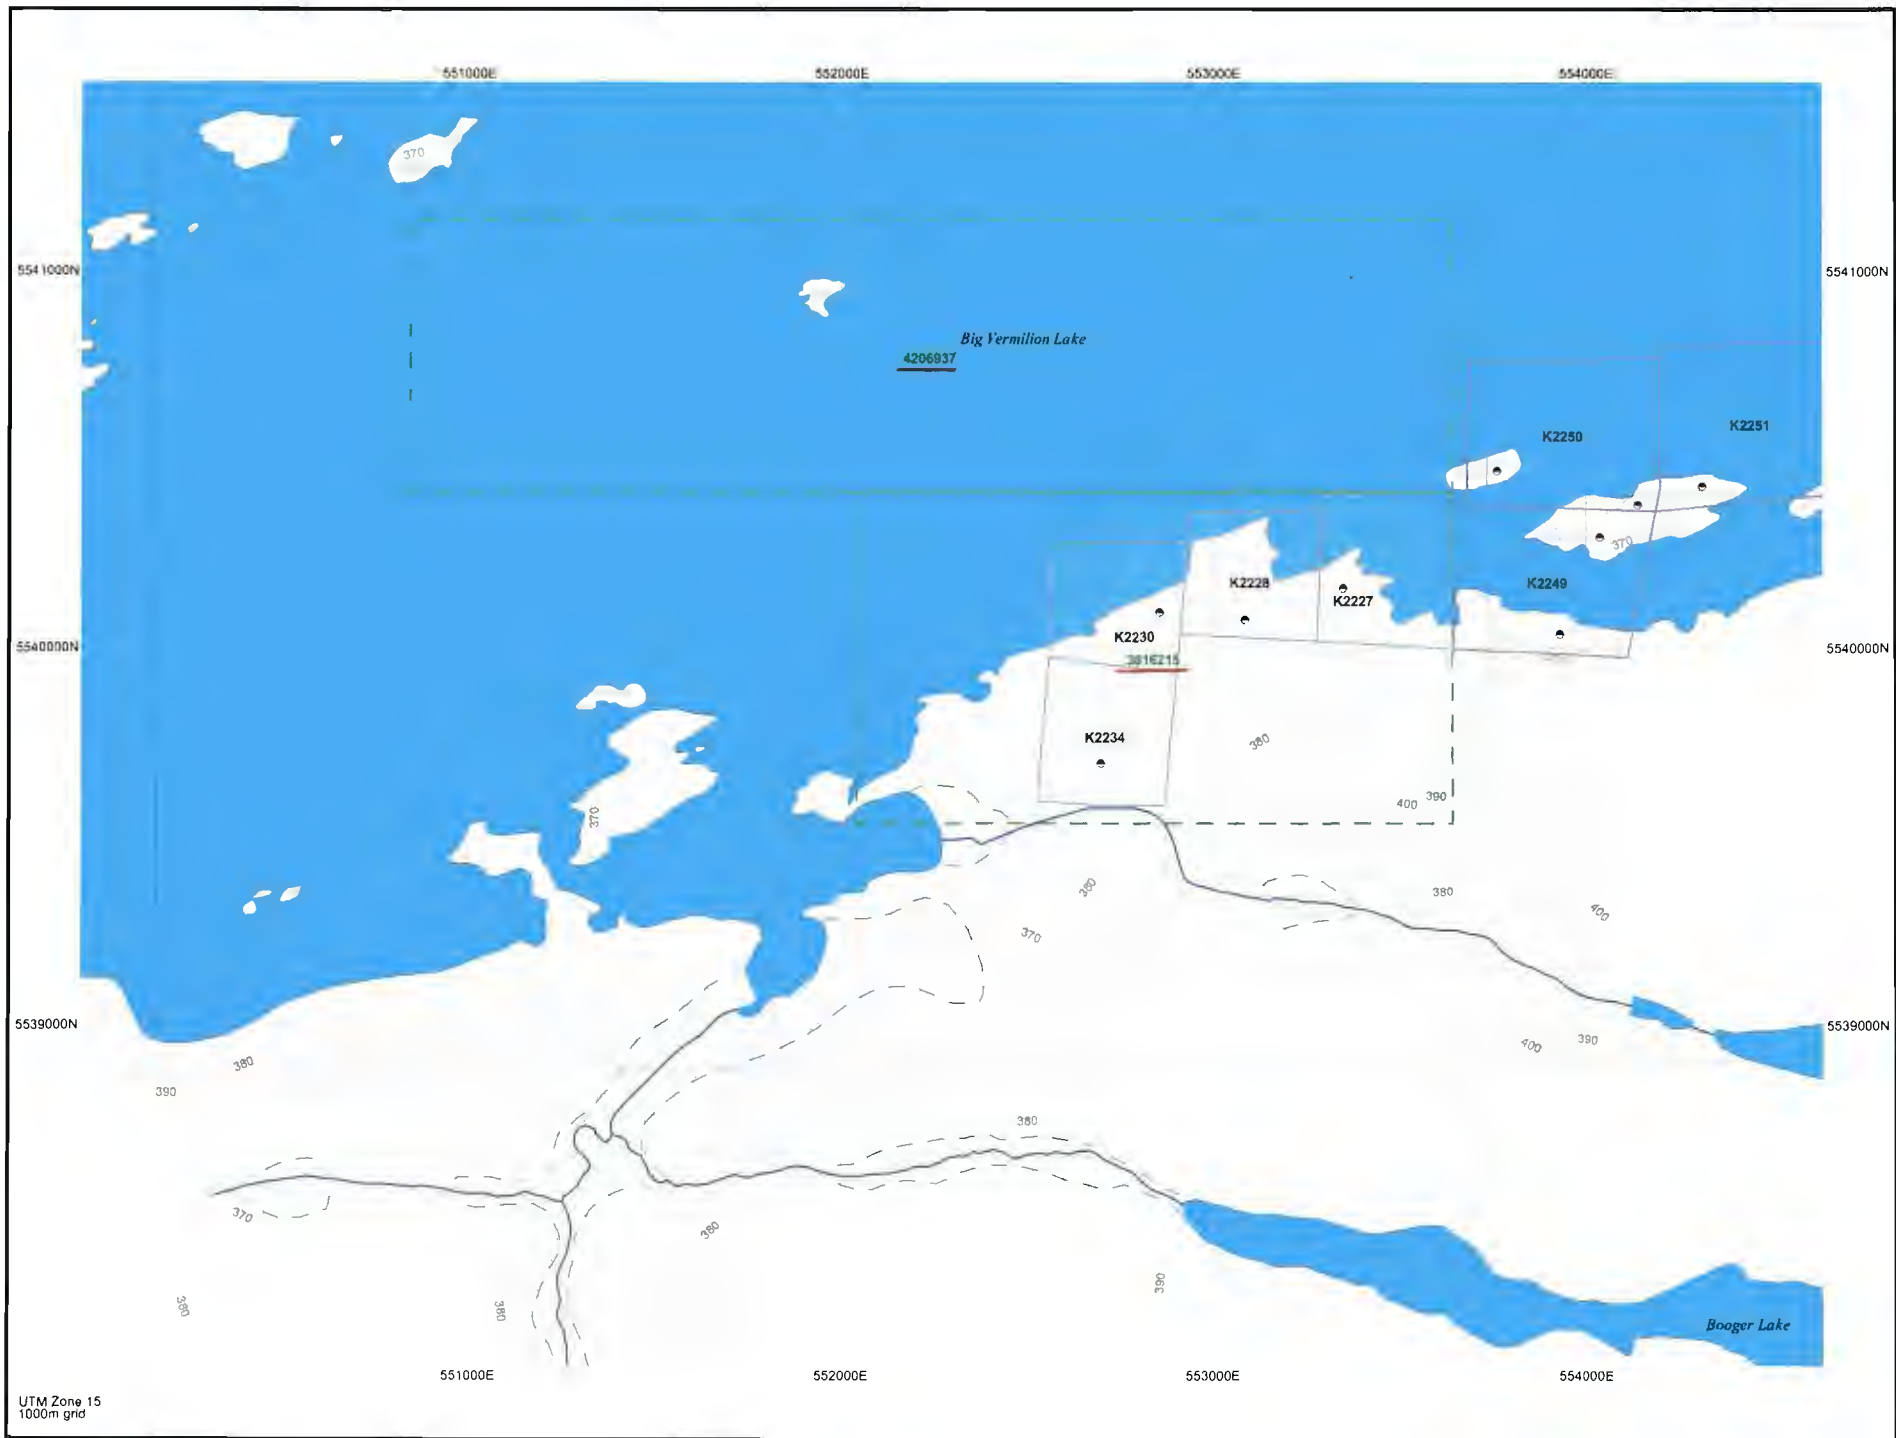 551000E 552000E 553000E 554000E
370
5541000N 5541000N
Big Vermilion Lake
4206937
K2251
K2250
370
K2249
K2228
K2227
K2230
5540000N 5540000N
3816215
K2234
380
390
400
370
380
380
400
370
5539000N 5539000N
390
400
380
390
380
370
380
390
380
380
Booger Lake
551000E 552000E 553000E 554000E
UTM Zone 15
1000m grid